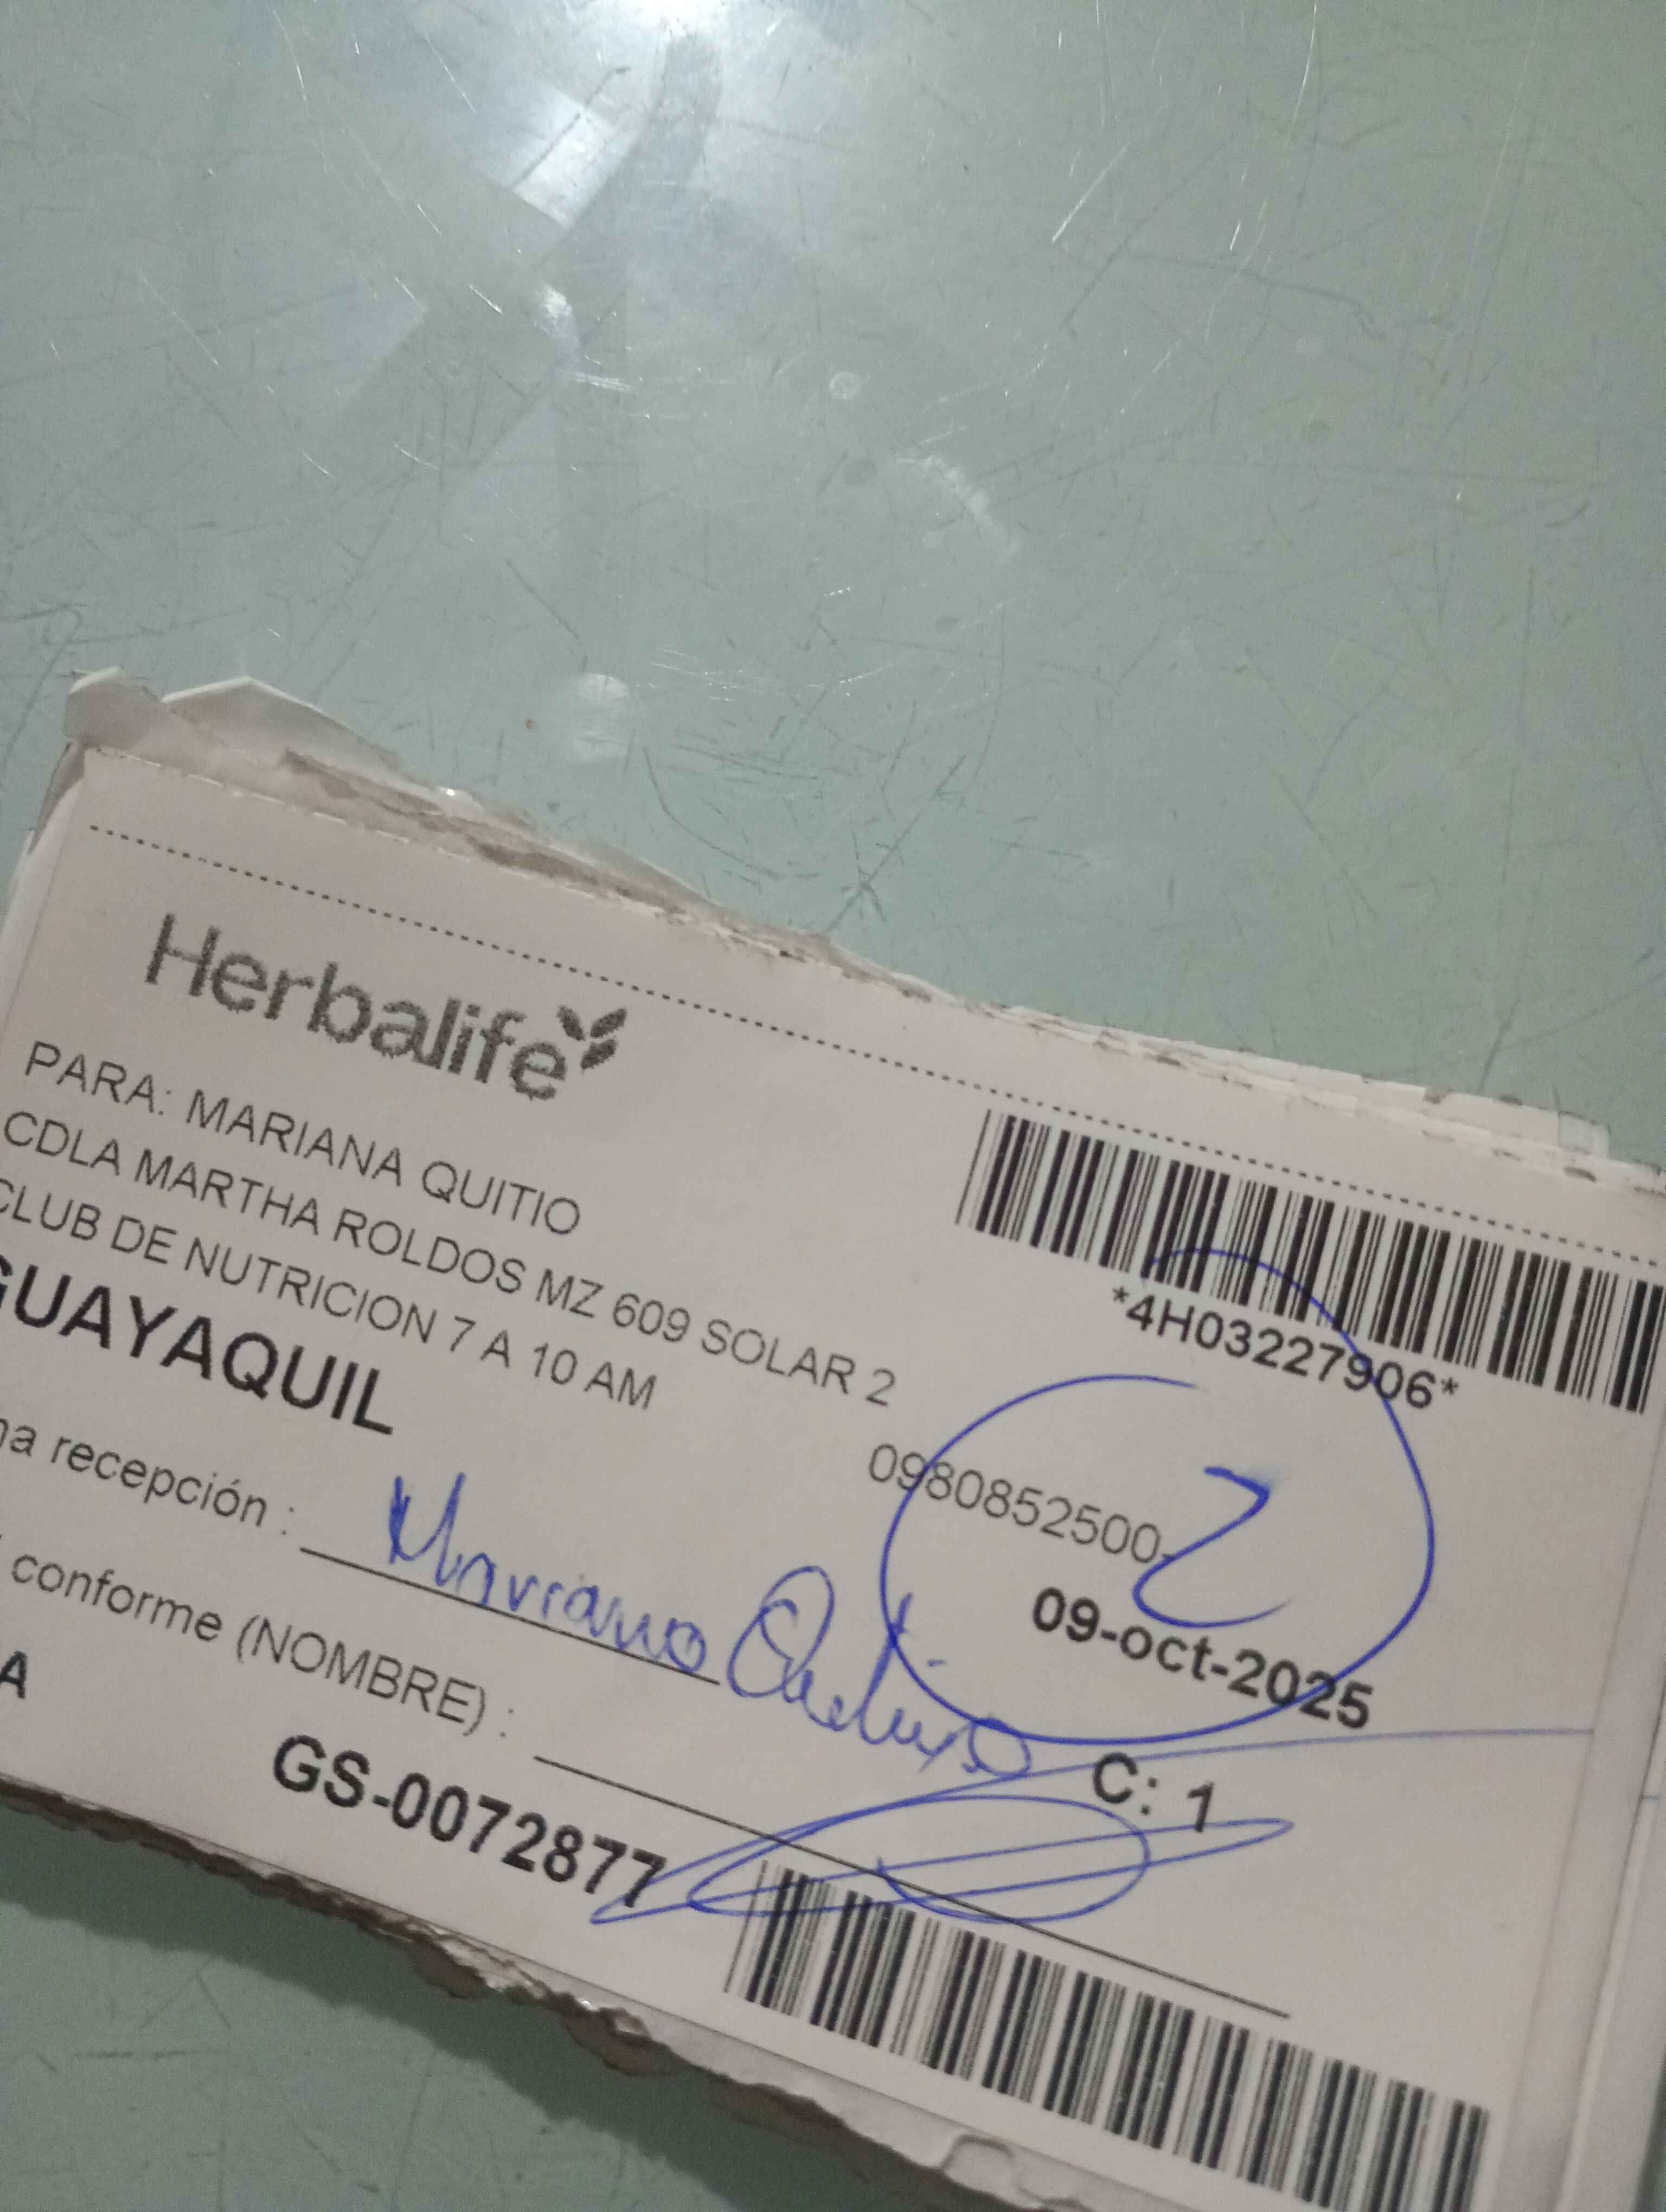 Herbalife
PARA: MARIANA QUITIO
CDLA MARTHA ROLDOS MZ 609 SOLAR 2
CLUB DE NUTRICION 7 A 10 AM
GUAYAQUIL
*4H03227906*
0980852500-
2
09-oct-2025
recepción :
conforme (NOMBRE) :
C: 1
A
GS-0072877